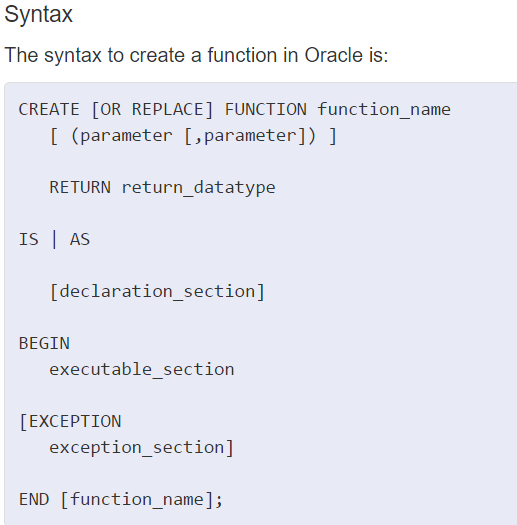 Syntax
The syntax to create a function in Oracle is:
CREATE [OR REPLACE] FUNCTION function_name
[ (parameter [,parameter]) ]
RETURN return_datatype
IS | AS
[declaration_section]
BEGIN
executable_section
[EXCEPTION
exception_section]
END [function_name];